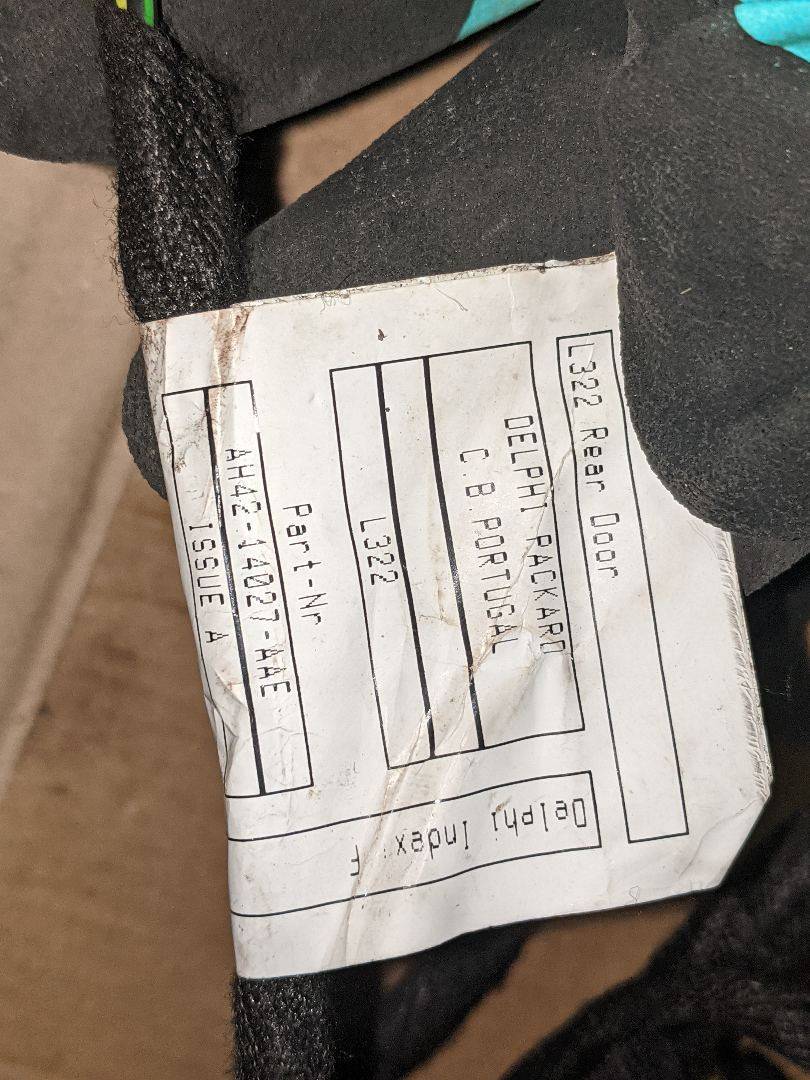 L322 Rear Door
DELPHI PACKARD
C.B.PORTUGAL
L322
Part-Nr
AH42-14027-AAE
ISSUE A
Delphi Index: F